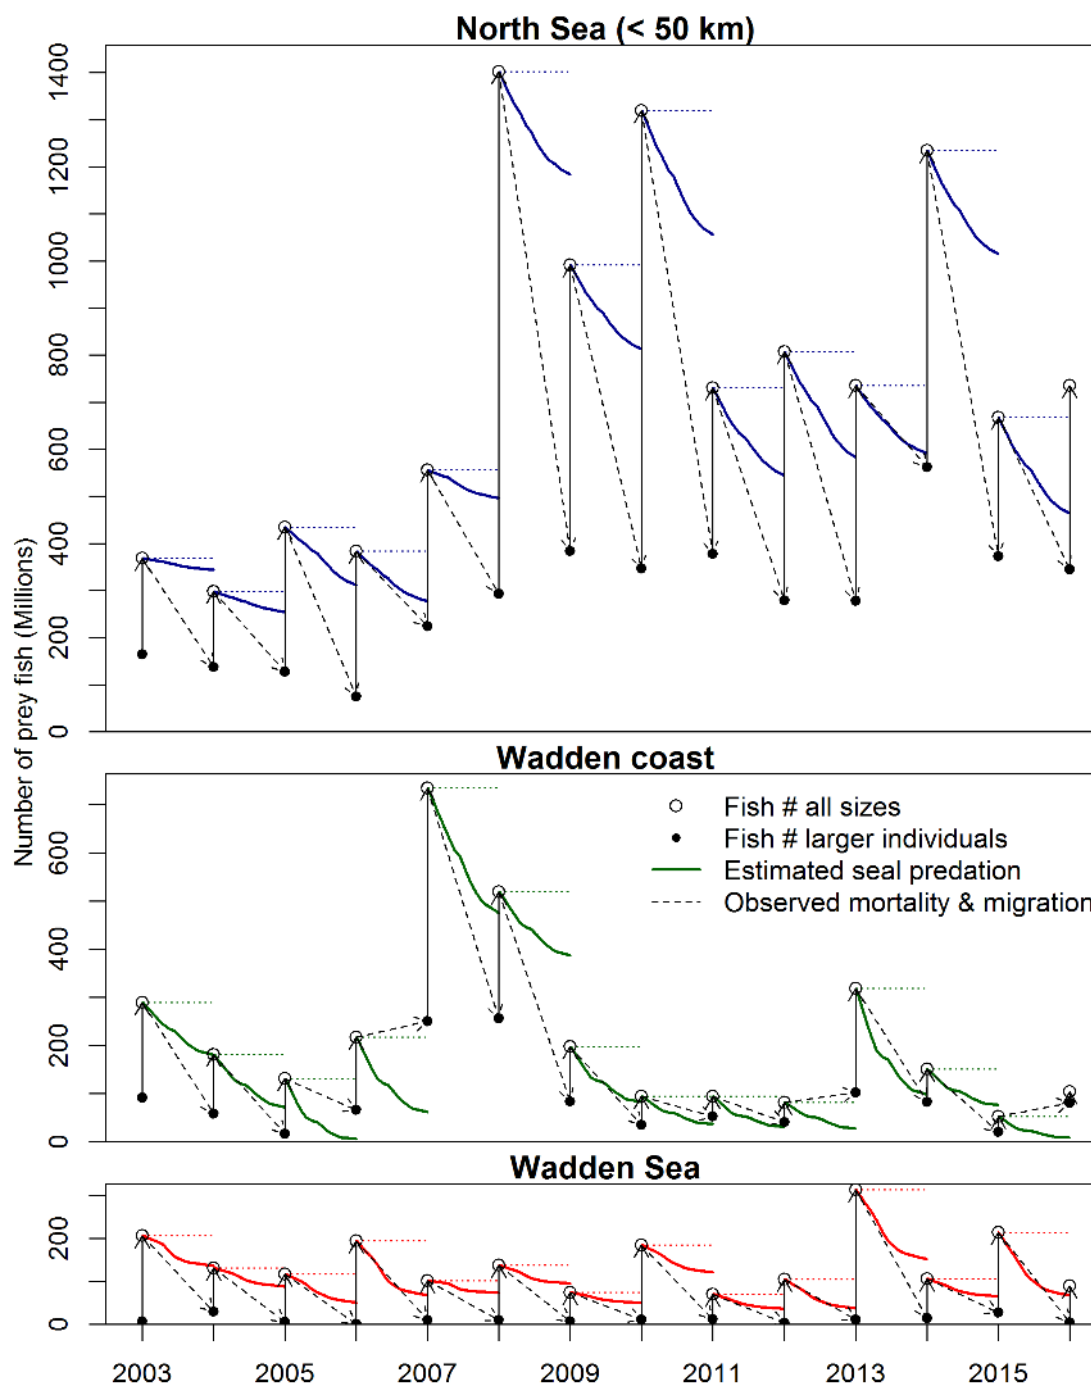 North Sea (< 50 km)
1400
1200
1000
800
600
400
200
0
Number of prey fish (Millions)
Wadden coast
600
400
200
0
Fish # all sizes
Fish # larger individuals
Estimated seal predation
Observed mortality & migration
Wadden Sea
200
0
2003 2005 2007 2009 2011 2013 2015